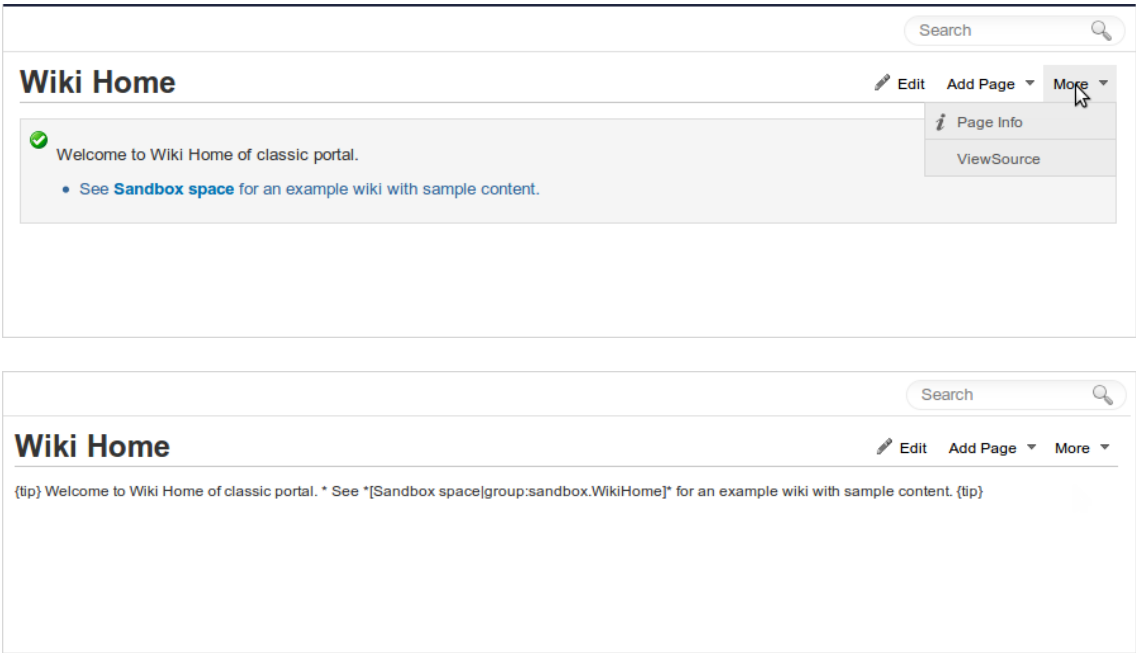 Search
Wiki Home
Edit Add Page More
Page Info
ViewSource
Welcome to Wiki Home of classic portal.
• See Sandbox space for an example wiki with sample content.
Search
Wiki Home
Edit Add Page More
{tip} Welcome to Wiki Home of classic portal. * See *[Sandbox space|group:sandbox.WikiHome]* for an example wiki with sample content. {tip}